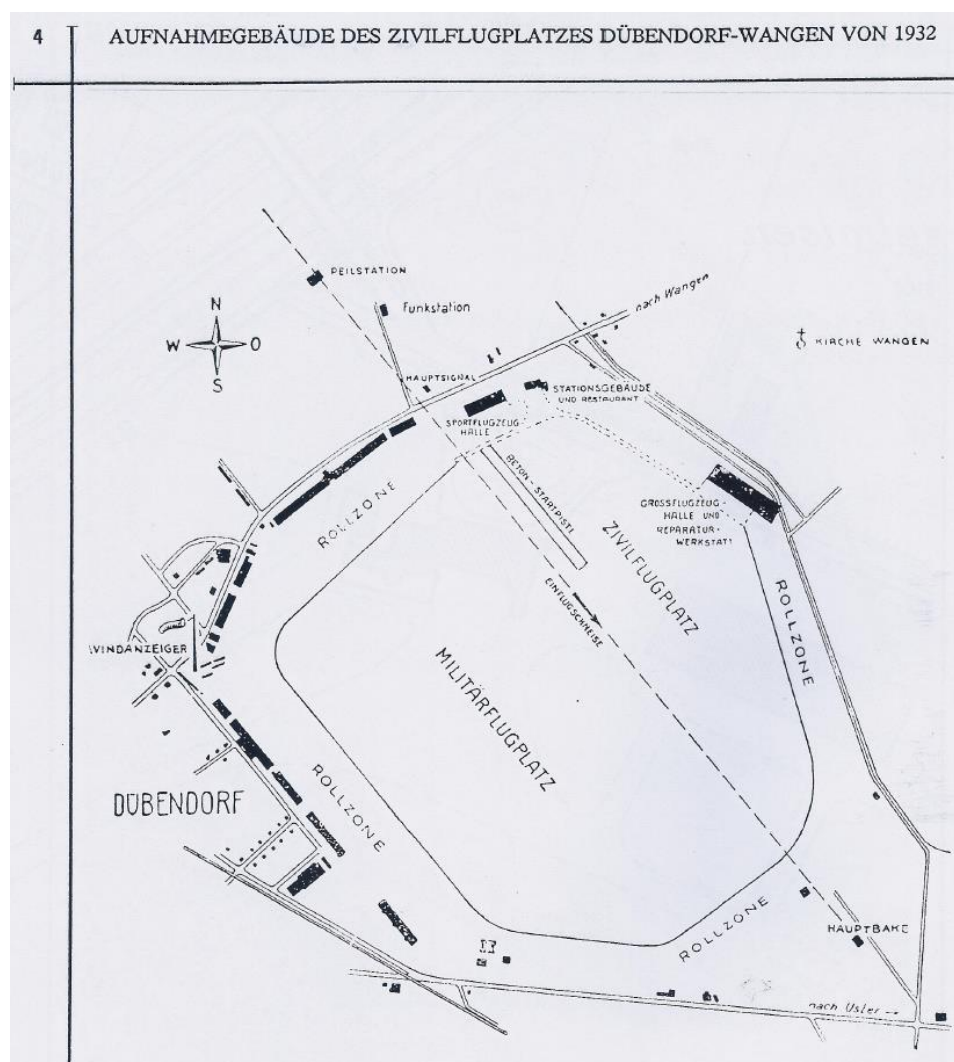 4 AUFNAHMEGEBÄUDE DES ZIVILFLUGPLATZES DÜBENDORF-WANGEN VON 1932
PEILSTATION
Funkstation
nach Wangen
N
W O
S
KIRCHE WANGEN
HAUPTSIGNAL
STATIONSGEBÄUDE
UND RESTAURANT
SPORTFLUGZEUG-
HALLE
BETON-STARTPISTE
GROSSFLUGZEUG-
HALLE UND
REPARATUR-
WERKSTATT
ROLLZONE
ZIVILFLUGPLATZ
EINFLUGSCHNEISE
ROLLZONE
WINDANZEIGER
MILITÄRFLUGPLATZ
DÜBENDORF
ROLLZONE
ROLLZONE
HAUPTBAKE
nach Uster